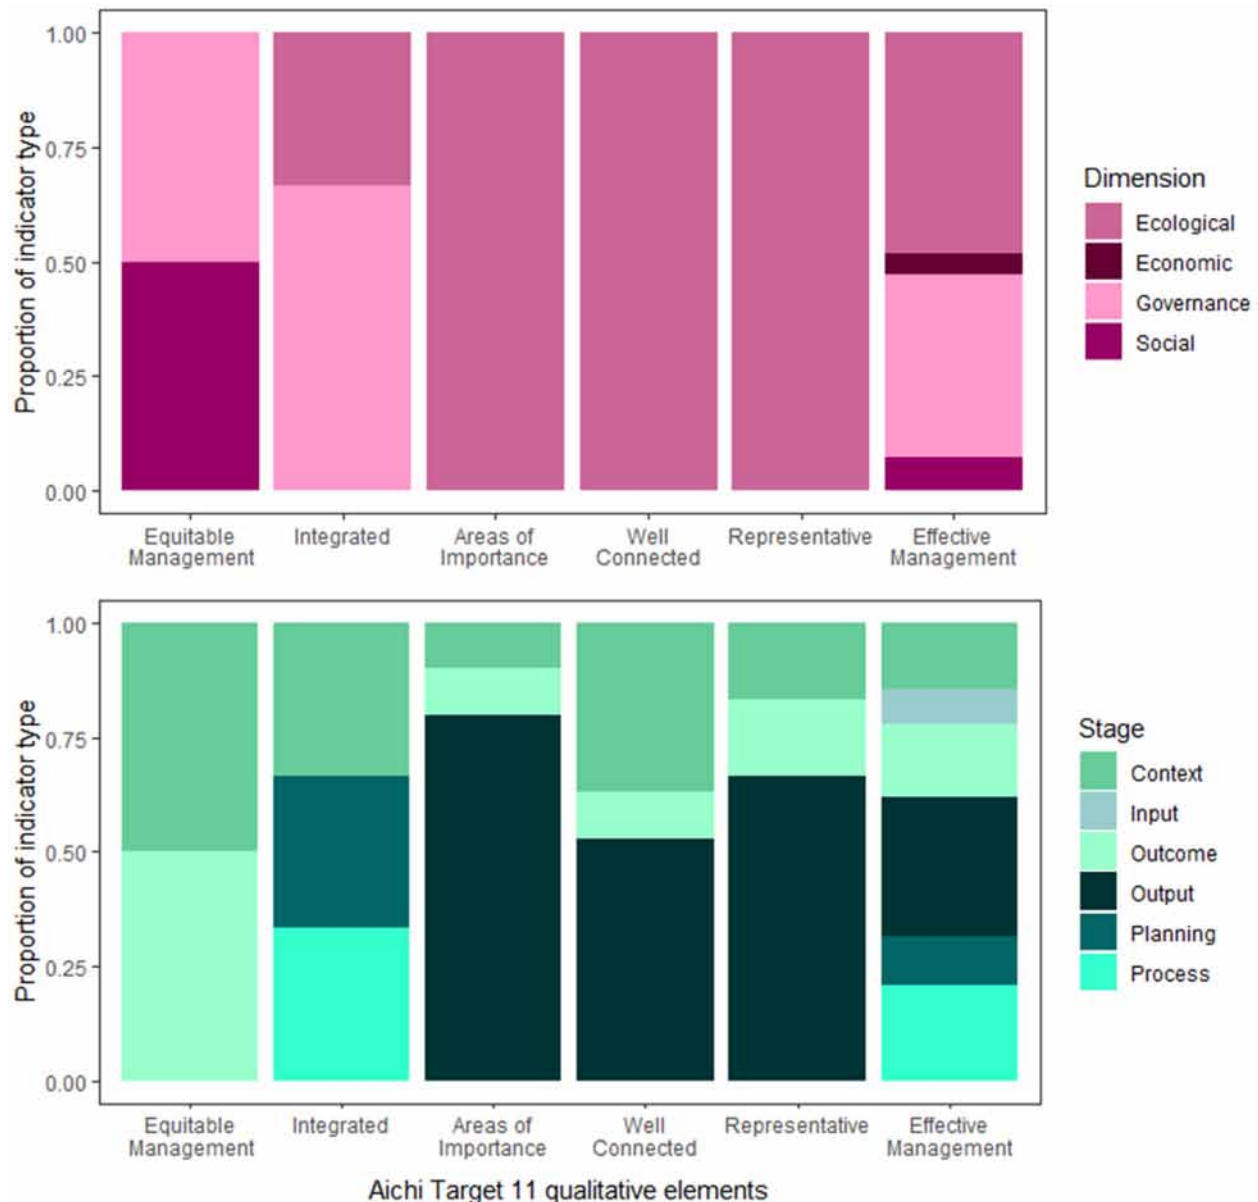 Proportion of indicator type
1.00
0.75
0.50
0.25
0.00
Equitable
Management
Integrated
Areas of
Importance
Well
Connected
Representative
Effective
Management
Dimension
Ecological
Economic
Governance
Social
Proportion of indicator type
1.00
0.75
0.50
0.25
0.00
Equitable
Management
Integrated
Areas of
Importance
Well
Connected
Representative
Effective
Management
Stage
Context
Input
Outcome
Output
Planning
Process
Aichi Target 11 qualitative elements